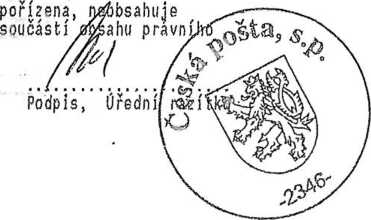 pořízena, neobsahuje
součástí obsahu právního
Podpis, Úřední razítko
Česká pošta, s.p.
-2346-